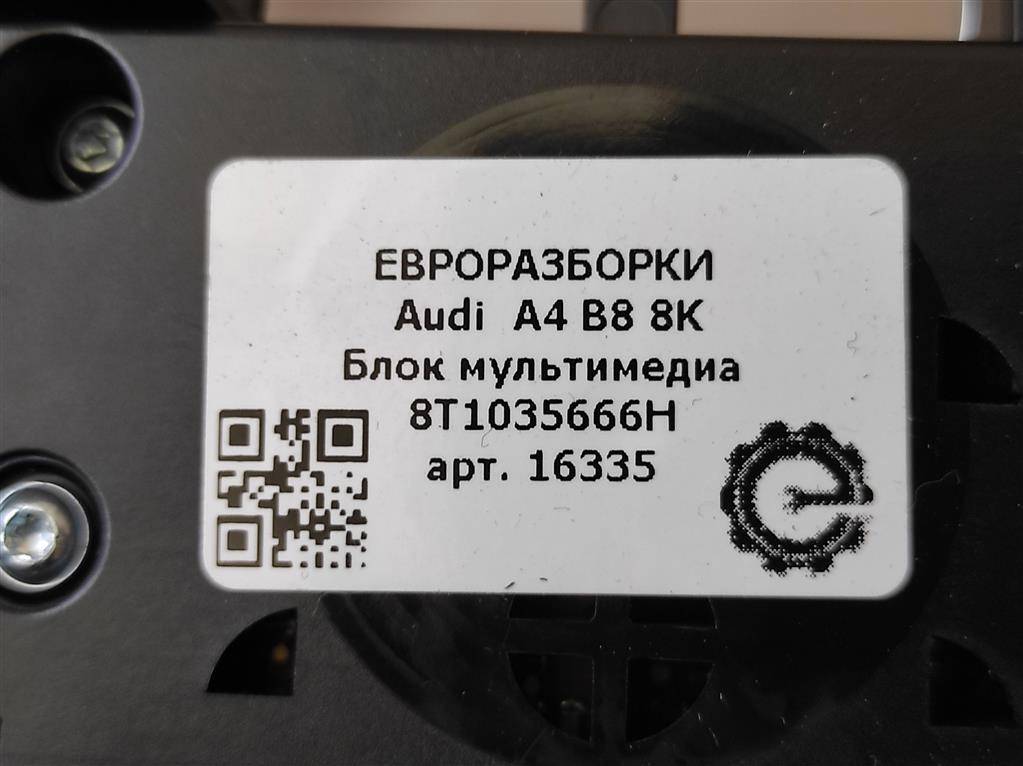 ЕВРОРАЗБОРКИ
Audi A4 B8 8K
Блок мультимедиа
8T1035666H
арт. 16335